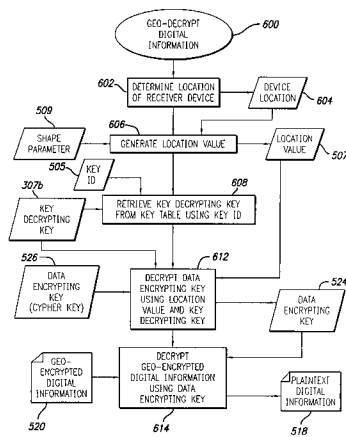 GEO-DECRYPT
DIGITAL
INFORMATION
600
602
DETERMINE LOCATION
OF RECEIVER DEVICE
DEVICE
LOCATION
604
509
606
SHAPE
PARAMETER
GENERATE LOCATION VALUE
LOCATION
VALUE
507
505
KEY
ID
608
307b
KEY
DECRYPTING
KEY
RETRIEVE KEY DECRYPTING KEY
FROM KEY TABLE USING KEY ID
612
526
DATA
ENCRYPTING
KEY
(CYPHER KEY)
DECRYPT DATA
ENCRYPTING KEY
USING LOCATION
VALUE AND KEY
DECRYPTING KEY
524
DATA
ENCRYPTING
KEY
GEO-
ENCRYPTED
DIGITAL
INFORMATION
520
DECRYPT
GEO-ENCRYPTED
DIGITAL INFORMATION
USING DATA
ENCRYPTING KEY
614
PLAINTEXT
DIGITAL
INFORMATION
518